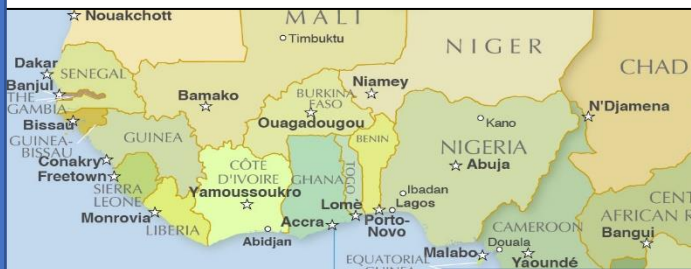 Nouakchott
MALI
Timbuktu
NIGER
CHAD
Dakar
SENEGAL
Banjul
THE
GAMBIA
Bissau
GUINEA-
BISSAU
Bamako
BURKINA
FASO
Ouagadougou
Niamey
N'Djamena
Kano
GUINEA
BENIN
NIGERIA
Abuja
Conakry
Freetown
SIERRA
LEONE
CÔTE
D'IVOIRE
Yamoussoukro
GHANA
TOGO
Ibadan
Lagos
Monrovia
LIBERIA
Abidjan
Accra
Lomè
Porto-
Novo
CAMEROON
CENT
AFRICAN R
Bangui
Malabo
Douala
Yaoundé
EQUATORIAL